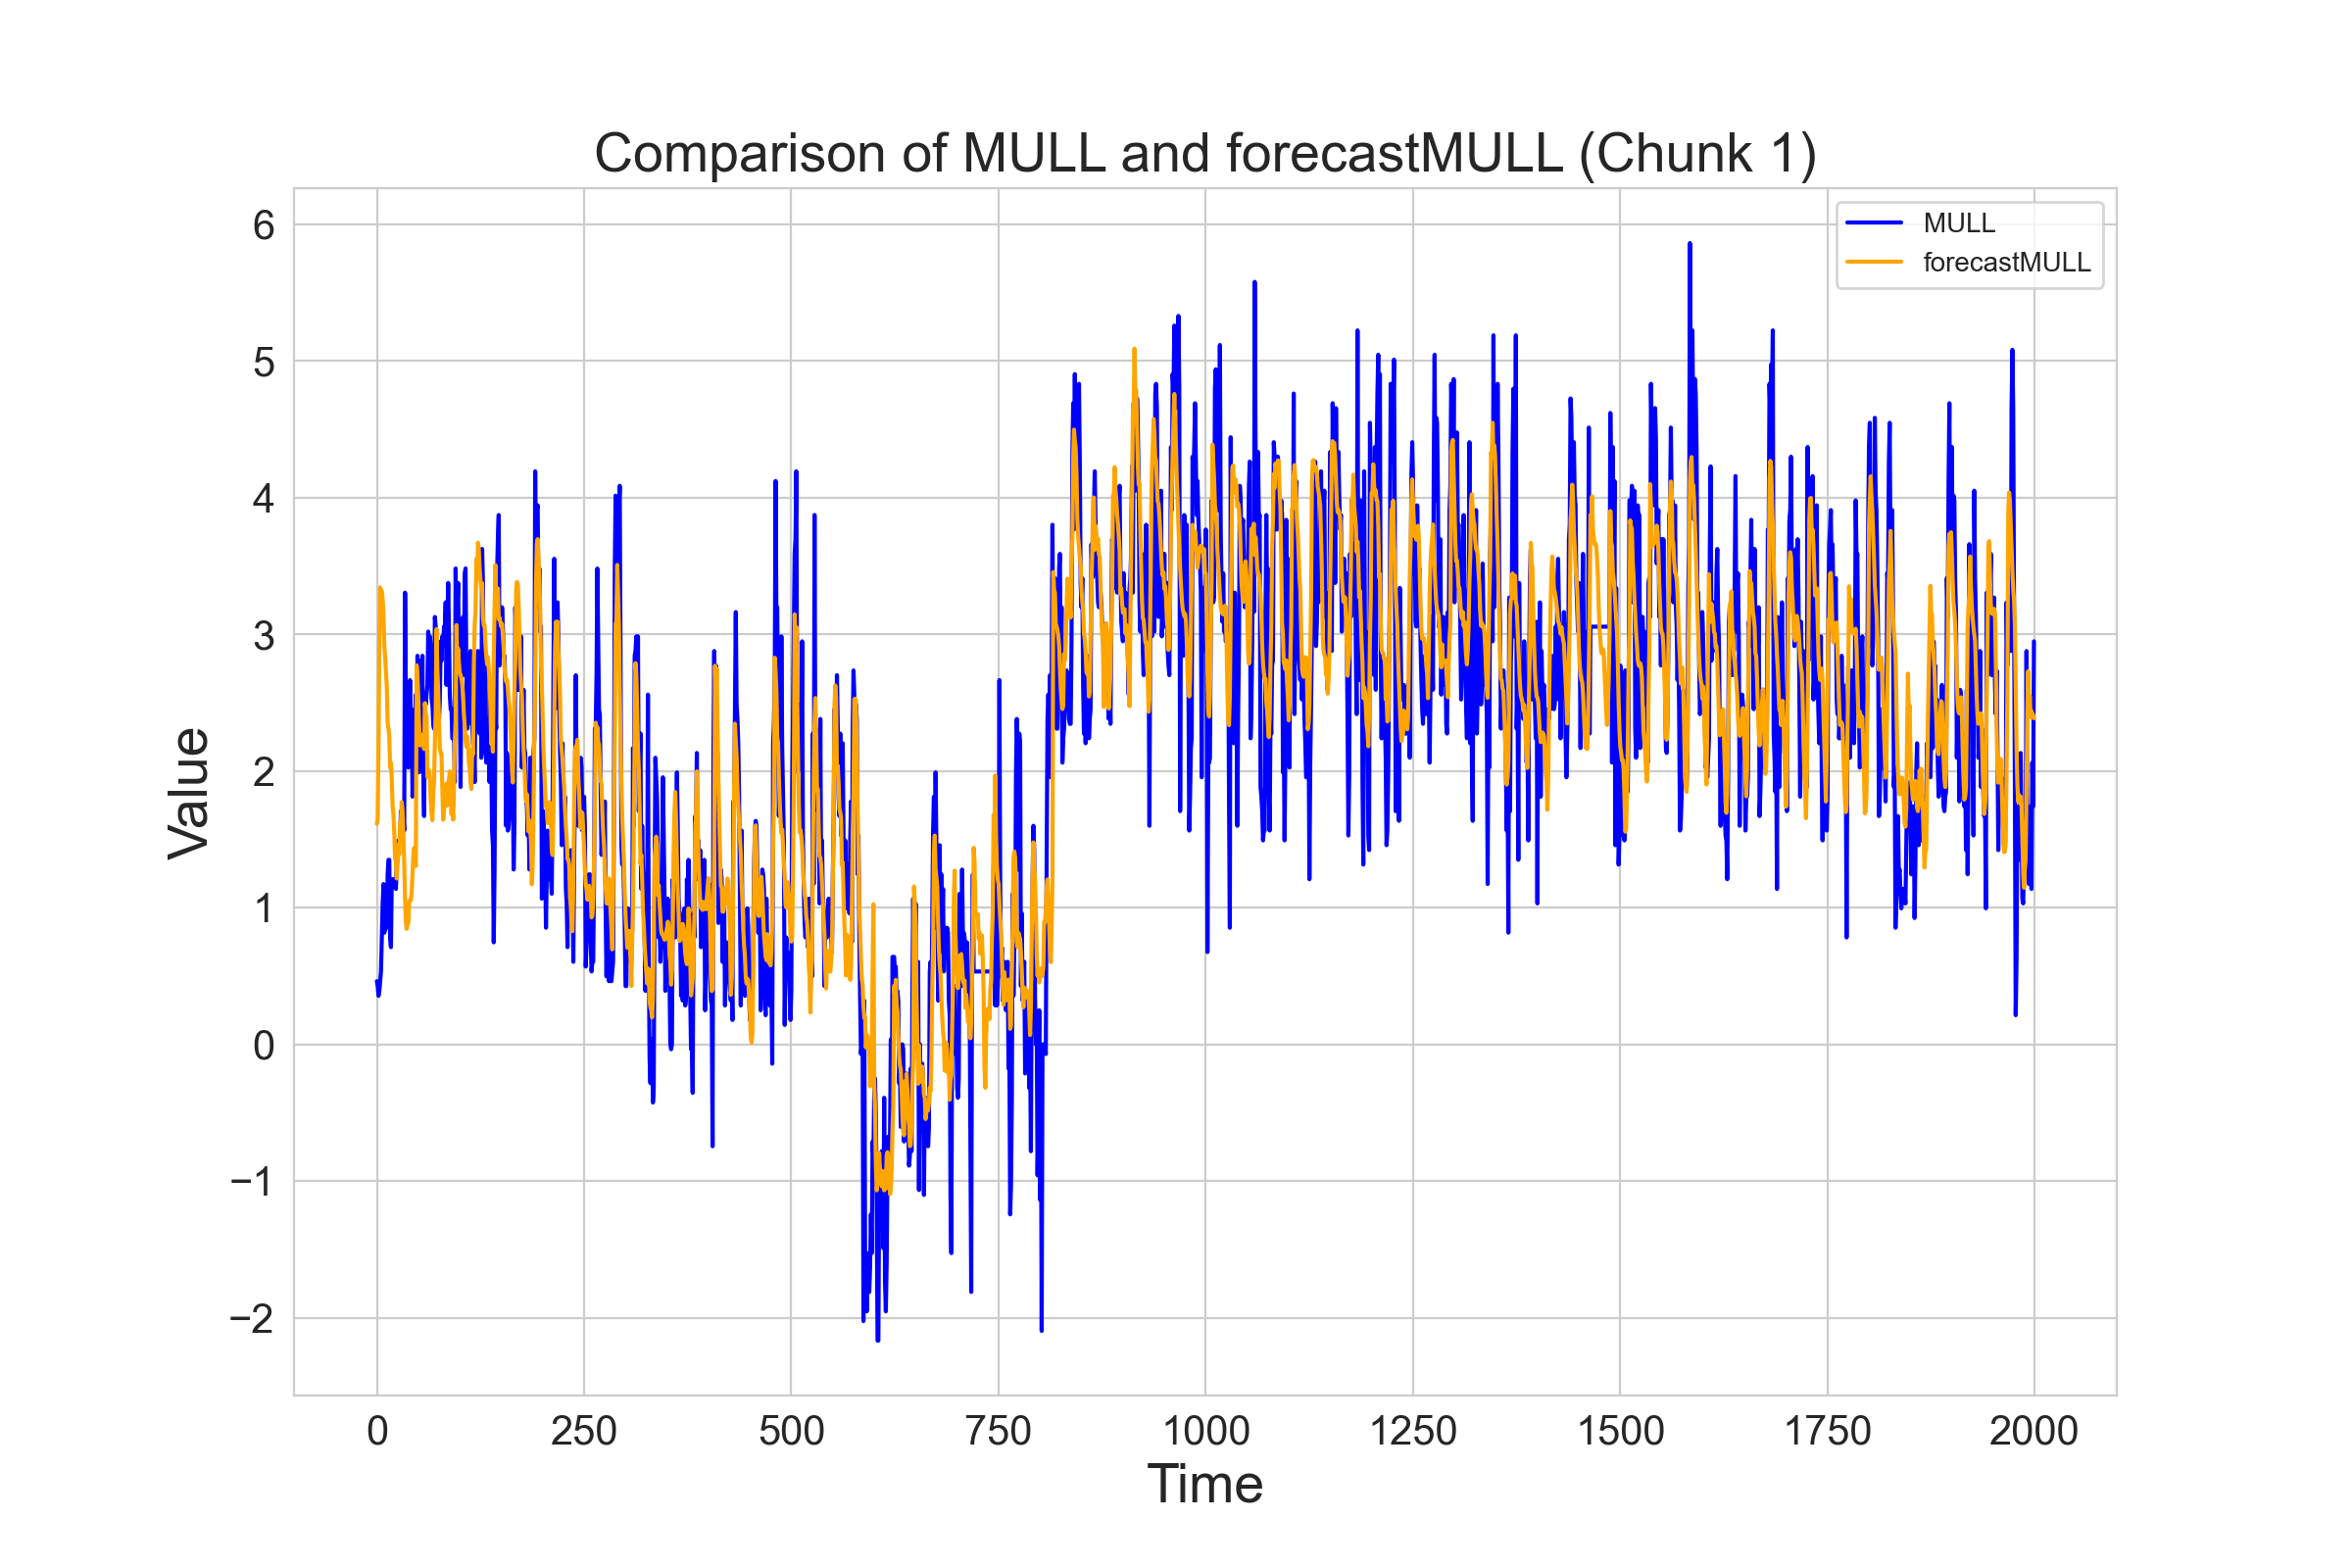 Comparison of MULL and forecastMULL (Chunk 1)
MULL
forecastMULL
6
5
4
3
2
1
0
−1
−2
Value
0 250 500 750 1000 1250 1500 1750 2000
Time